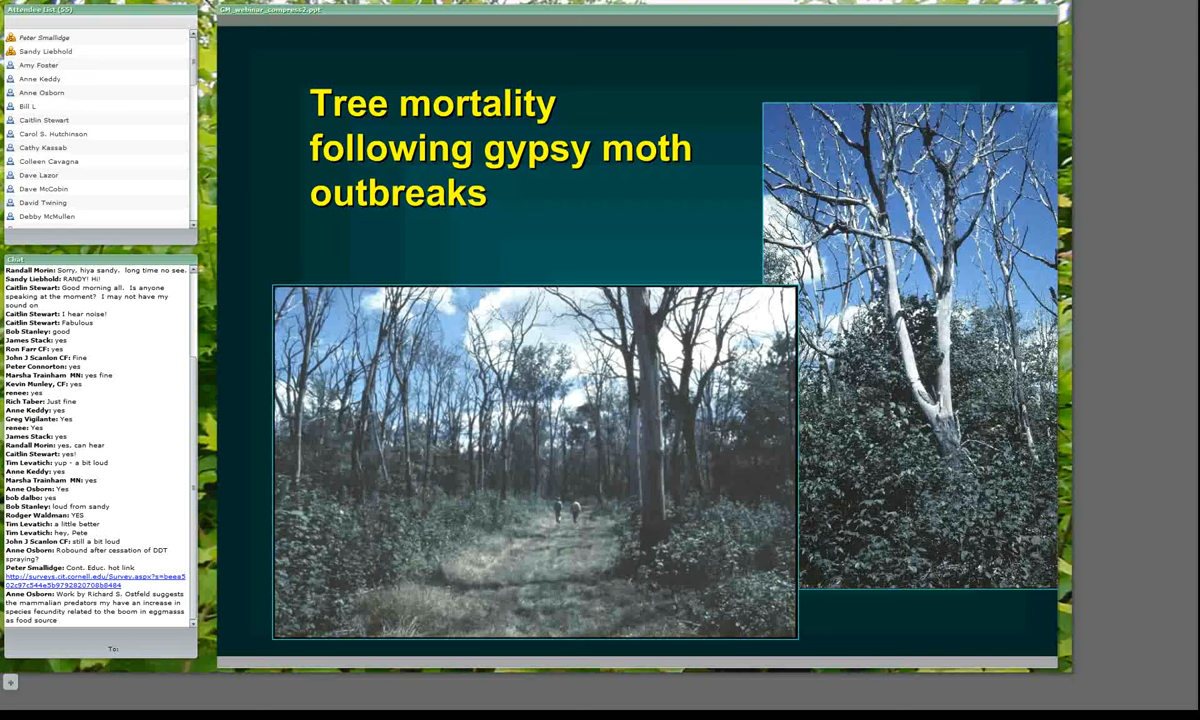 Attendee List (55)
Peter Smallidge
Sandy Liebhold
Amy Foster
Anne Keddy
Anne Osborn
Bill L
Caitlin Stewart
Carol S. Hutchinson
Cathy Kassab
Colleen Cavagna
Dave Lazor
Dave McCobin
David Twining
Debby McMullen
Chat
Randall Morin: Sorry, hiya sandy. long time no see.
Sandy Liebhold: RANDY! Hi!
Caitlin Stewart: Good morning all. Is anyone
speaking at the moment? I may not have my
sound on
Caitlin Stewart: I hear noise!
Caitlin Stewart: Fabulous
Bob Stanley: good
James Stack: yes
Ron Farr CF: yes
John J Scanlon CF: Fine
Peter Connorton: yes
Marsha Trainham MN: yes fine
Kevin Munley, CF: yes
renee: yes
Rich Taber: Just fine
Anne Keddy: yes
Greg Vigilante: Yes
renee: Yes
James Stack: yes
Randall Morin: yes, can hear
Caitlin Stewart: yes!
Tim Levatich: yup - a bit loud
Anne Keddy: yes
Marsha Trainham MN: yes
Anne Osborn: Yes
bob dalbo: yes
Bob Stanley: loud from sandy
Rodger Waldman: YES
Tim Levatich: a little better
Tim Levatich: hey, Pete
John J Scanlon CF: still a bit loud
Anne Osborn: Robound after cessation of DDT
spraying?
Peter Smallidge: Cont. Educ. hot link
Anne Osborn: Work by Richard S. Ostfeld suggests
the mammalian predators my have an increase in
species fecundity related to the boom in eggmasss
as food source
To:
GM_webinar_compress2.ppt
Tree mortality
following gypsy moth
outbreaks